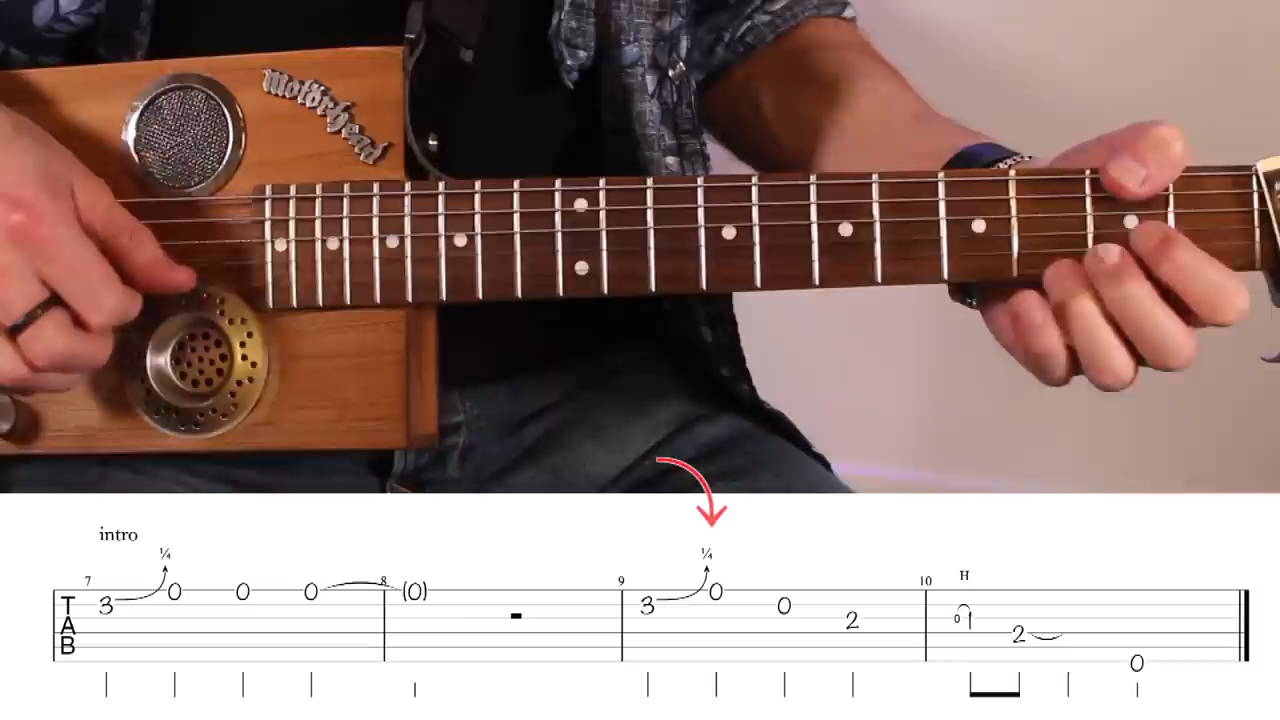 Motörhead
intro
¼ ¼
7 8 9 10 H
T 3 0 0 0 (0) 3 0 0 2 0 1 2 0
A
B